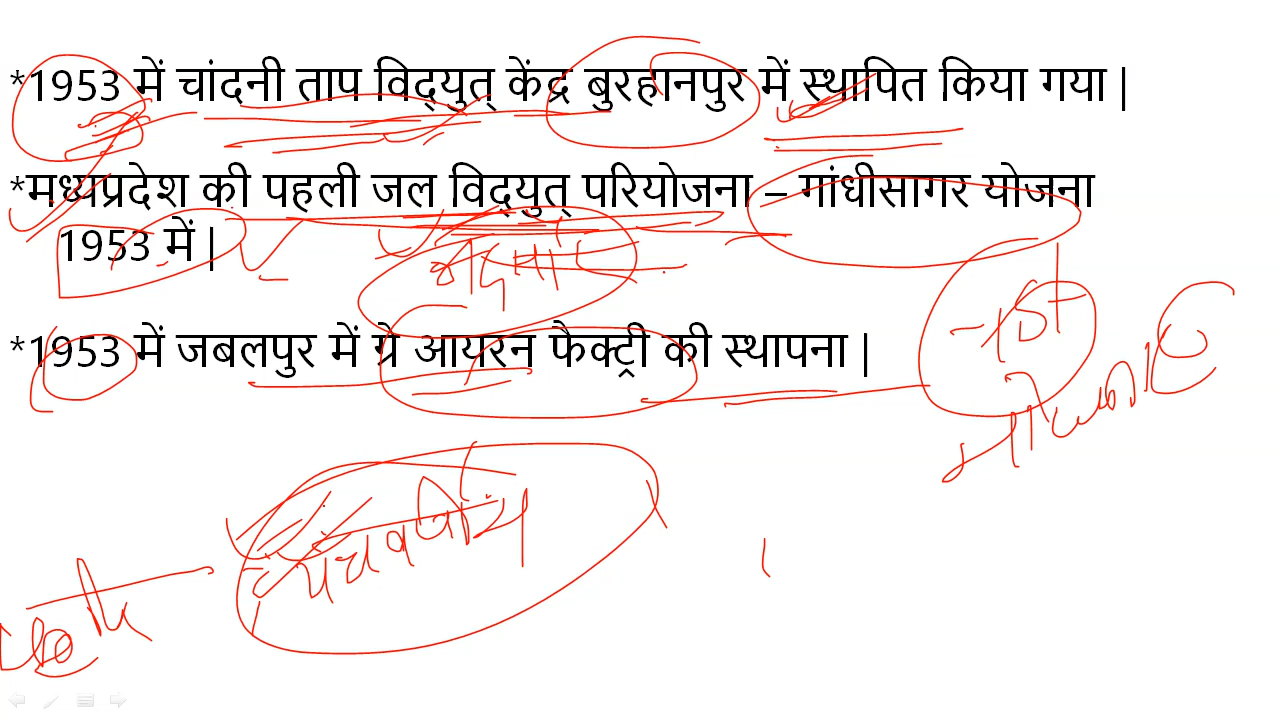 *1953 में चांदनी ताप विद्युत् केंद्र बुरहानपुर में स्थापित किया गया |
*मध्यप्रदेश की पहली जल विद्युत् परियोजना – गांधीसागर योजना
1953 में |
*1953 में जबलपुर में ग्रे आयरन फैक्ट्री की स्थापना |
पंचवर्षीय